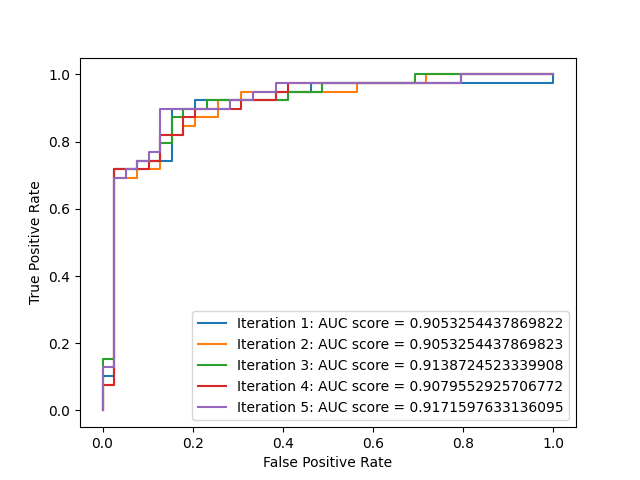 1.0
0.8
0.6
0.4
0.2
0.0
True Positive Rate
Iteration 1: AUC score = 0.9053254437869822
Iteration 2: AUC score = 0.9053254437869823
Iteration 3: AUC score = 0.9138724523339908
Iteration 4: AUC score = 0.9079552925706772
Iteration 5: AUC score = 0.9171597633136095
0.0 0.2 0.4 0.6 0.8 1.0
False Positive Rate